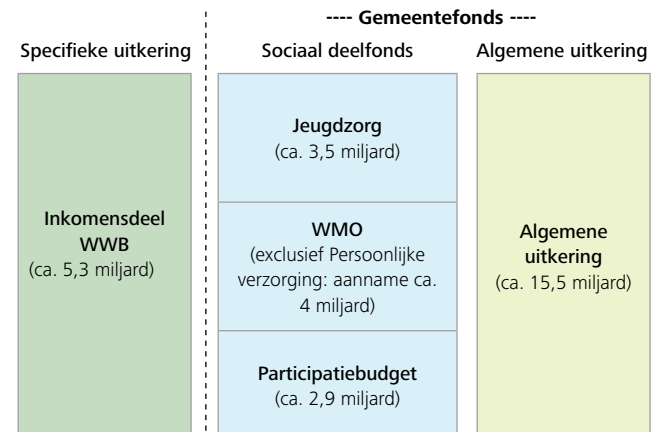 ---- Gemeentefonds ----
Specifieke uitkering
Sociaal deelfonds
Algemene uitkering
Inkomensdeel
WWB
(ca. 5,3 miljard)
Jeugdzorg
(ca. 3,5 miljard)
WMO
(exclusief Persoonlijke
verzorging: aanname ca.
4 miljard)
Participatiebudget
(ca. 2,9 miljard)
Algemene
uitkering
(ca. 15,5 miljard)